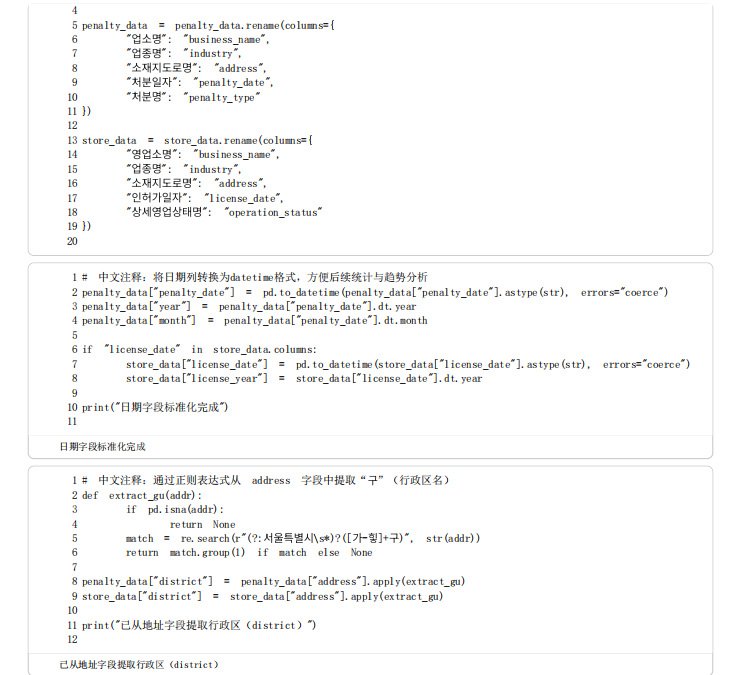 4
5 penalty_data = penalty_data.rename(columns={
6 "업소명": "business_name",
7 "업종명": "industry",
8 "소재지도로명": "address",
9 "처분일자": "penalty_date",
10 "처분명": "penalty_type"
11 })
12
13 store_data = store_data.rename(columns={
14 "영업소명": "business_name",
15 "업종명": "industry",
16 "소재지도로명": "address",
17 "인허가일자": "license_date",
18 "상세영업상태명": "operation_status"
19 })
20
1 # 中文注释：将日期列转换为datetime格式，方便后续统计与趋势分析
2 penalty_data["penalty_date"] = pd.to_datetime(penalty_data["penalty_date"].astype(str), errors="coerce")
3 penalty_data["year"] = penalty_data["penalty_date"].dt.year
4 penalty_data["month"] = penalty_data["penalty_date"].dt.month
5
6 if "license_date" in store_data.columns:
7 store_data["license_date"] = pd.to_datetime(store_data["license_date"].astype(str), errors="coerce")
8 store_data["license_year"] = store_data["license_date"].dt.year
9
10 print("日期字段标准化完成")
11
日期字段标准化完成
1 # 中文注释：通过正则表达式从 address 字段中提取“구”（行政区名）
2 def extract_gu(addr):
3 if pd.isna(addr):
4 return None
5 match = re.search(r"(?:서울특별시\s*)?([가-힣]+구)", str(addr))
6 return match.group(1) if match else None
7
8 penalty_data["district"] = penalty_data["address"].apply(extract_gu)
9 store_data["district"] = store_data["address"].apply(extract_gu)
10
11 print("已从地址字段提取行政区（district）")
12
已从地址字段提取行政区（district）